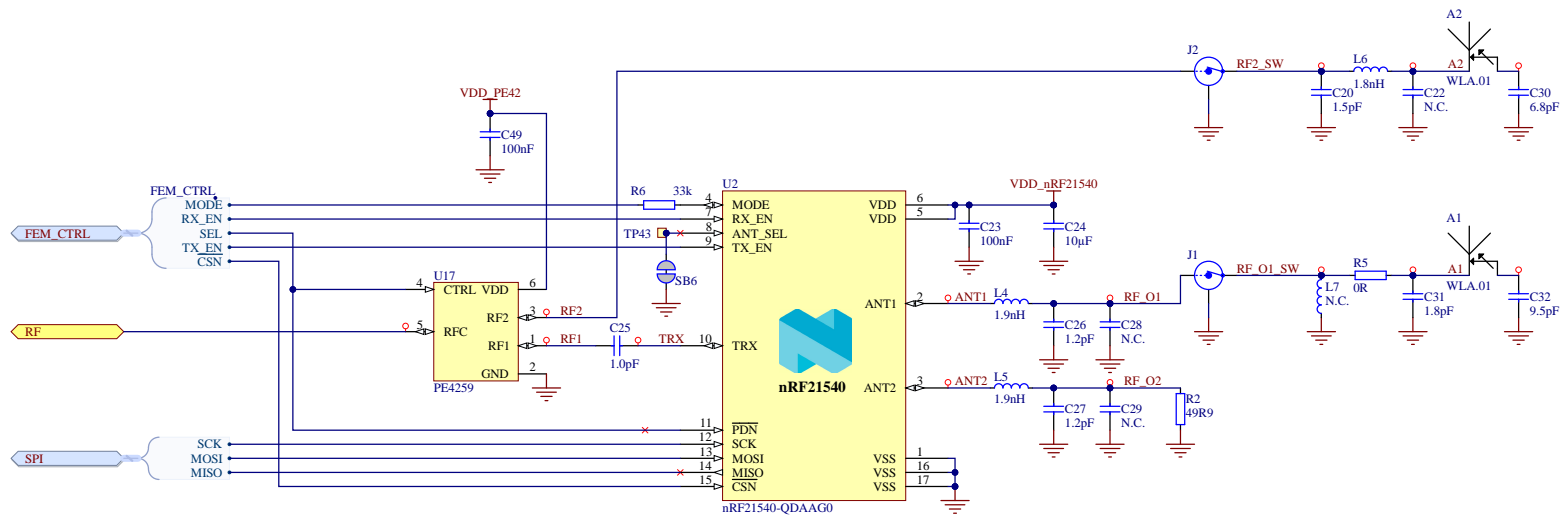 A2
J2
RF2_SW
L6
1.8nH
A2
WLA.01
C20
1.5pF
C22
N.C.
C30
6.8pF
VDD_PE42
C49
100nF
FEM_CTRL
MODE
RX_EN
SEL
TX_EN
CSN
FEM_CTRL
R6
33k
TP43
SB6
U2
4
MODE
7
RX_EN
8
ANT_SEL
9
TX_EN
VDD
6
VDD
5
VDD_nRF21540
C23
100nF
C24
10µF
A1
J1
RF_O1_SW
R5
0R
A1
WLA.01
L7
N.C.
C31
1.8pF
C32
9.5pF
U17
4
CTRL
VDD
6
RF2
3
RF2
5
RFC
RF1
1
RF1
GND
2
PE4259
RF
C25
1.0pF
TRX
10
TRX
ANT1
2
ANT1
L4
1.9nH
RF_O1
C26
1.2pF
C28
N.C.
nRF21540
ANT2
3
ANT2
L5
1.9nH
RF_O2
R2
49R9
C27
1.2pF
C29
N.C.
SCK
MOSI
MISO
SPI
11
PDN
12
SCK
13
MOSI
14
MISO
15
CSN
VSS
1
VSS
16
VSS
17
nRF21540-QDAAG0